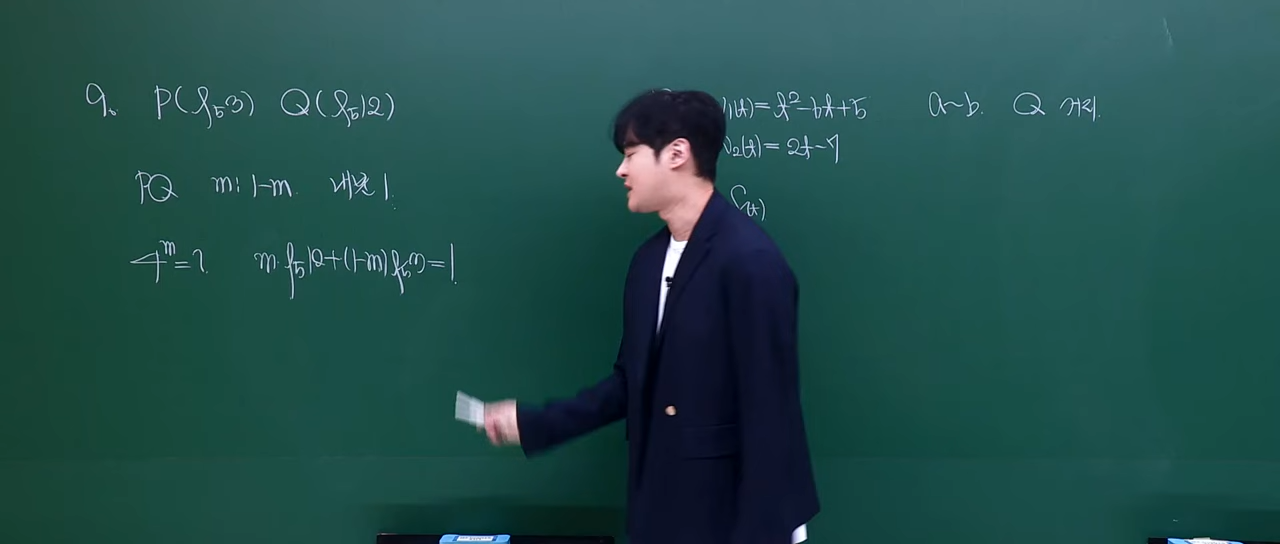 9. P(log₅3) Q(log₅12)
PQ m:1-m 내분 1.
4^m=? m·log₅12+(1-m)log₅3=1.
v₁(t)=t²-6t+5
v₂(t)=2t-7
f(t)
a~b. Q 거리.